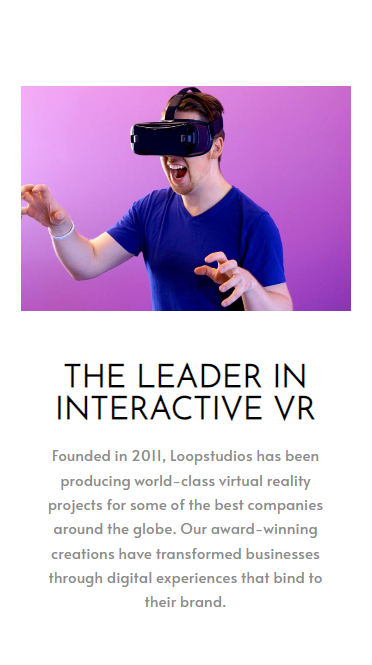 THE LEADER IN
INTERACTIVE VR
Founded in 2011, Loopstudios has been
producing world-class virtual reality
projects for some of the best companies
around the globe. Our award-winning
creations have transformed businesses
through digital experiences that bind to
their brand.